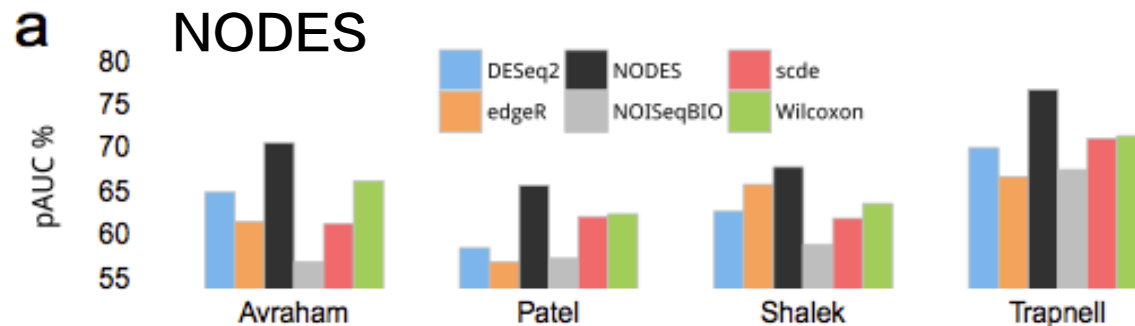 a NODES
DESeq2 NODES scde
edgeR NOISeqBIO Wilcoxon
pAUC %
80
75
70
65
60
55
Avraham Patel Shalek Trapnell